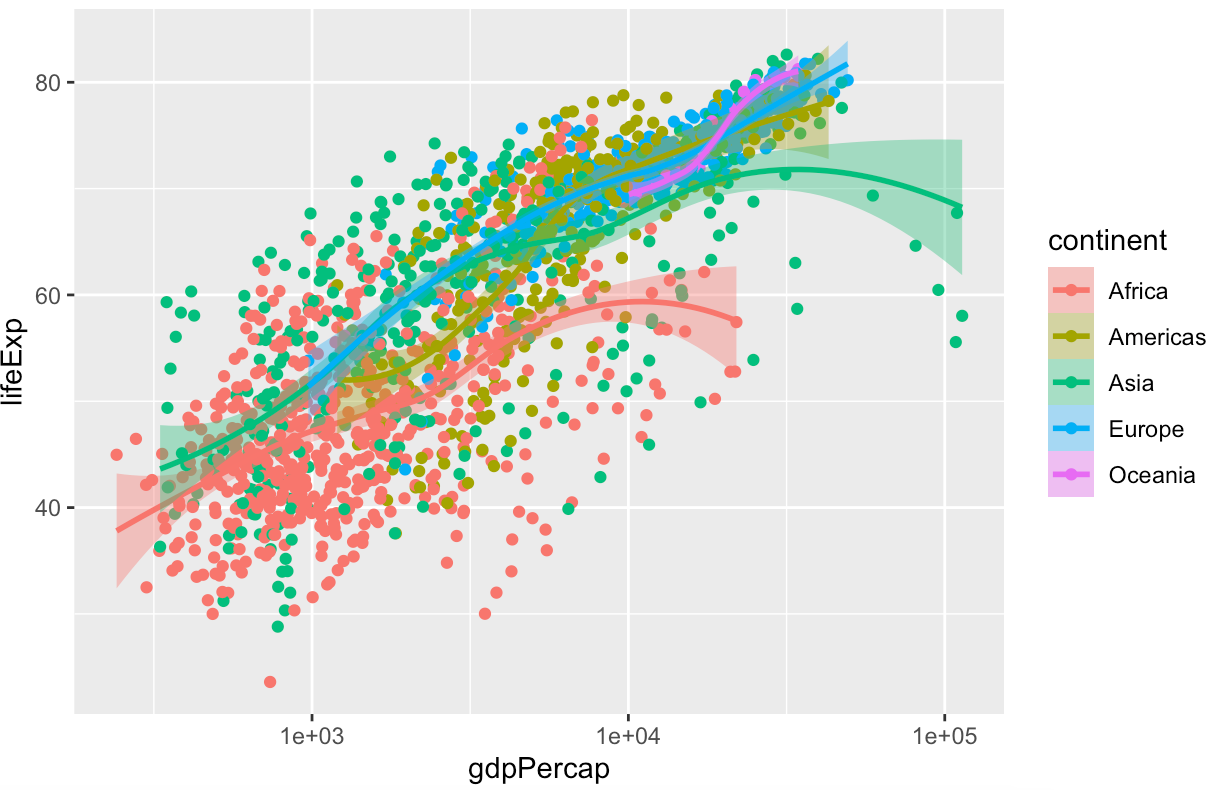 80
60
40
lifeExp
1e+03
1e+04
1e+05
gdpPercap
continent
Africa
Americas
Asia
Europe
Oceania